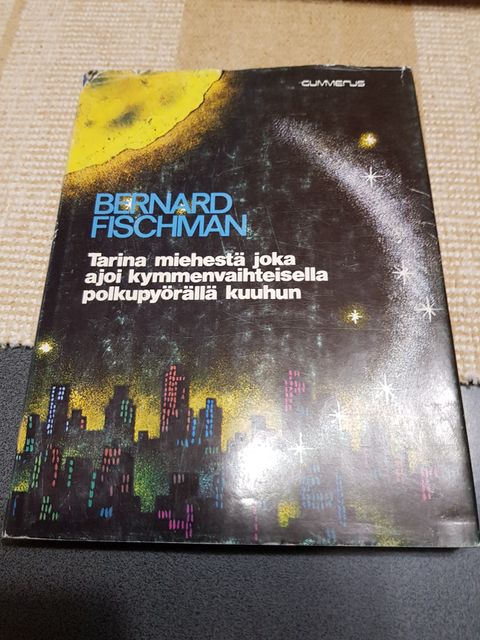 GUMMERUS
BERNARD
FISCHMAN
Tarina miehestä joka
ajoi kymmenvaihteisella
polkupyörällä kuuhun